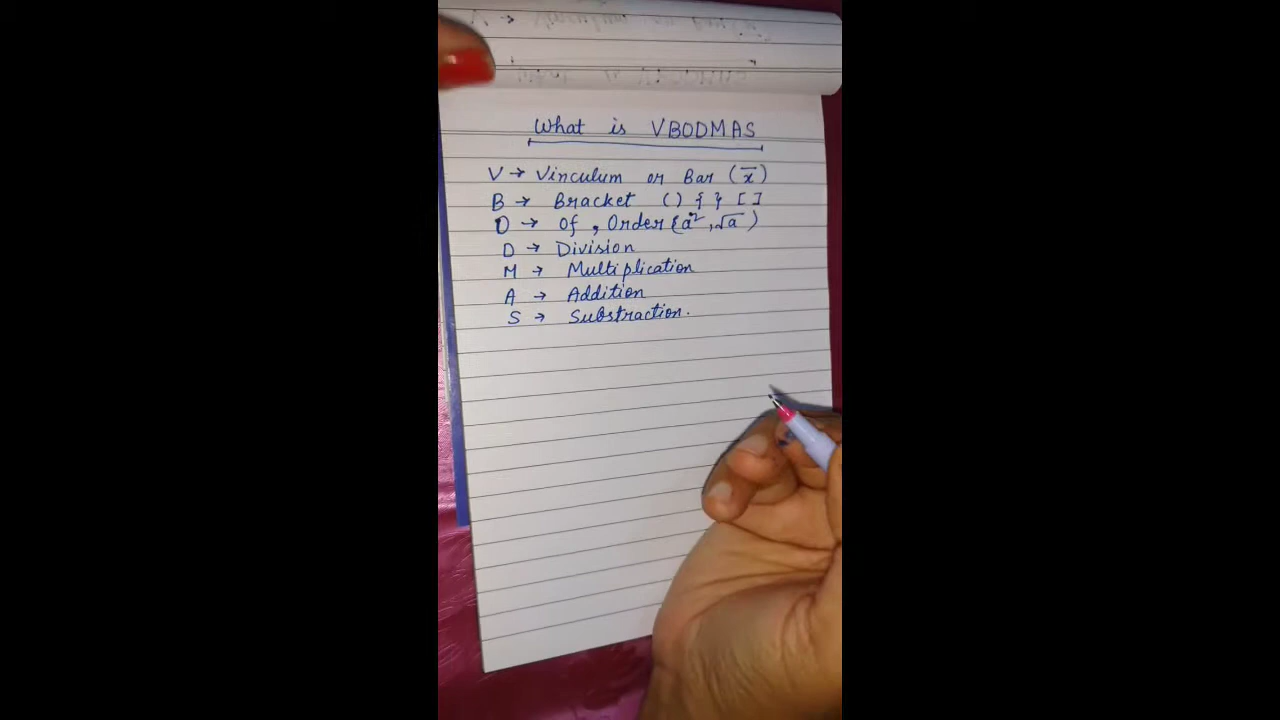 What is VBODMAS
V → Vinculum or Bar (x̅)
B → Bracket () { } [ ]
O → Of, Order {a², √a)
D → Division
M → Multiplication
A → Addition
S → Substraction.